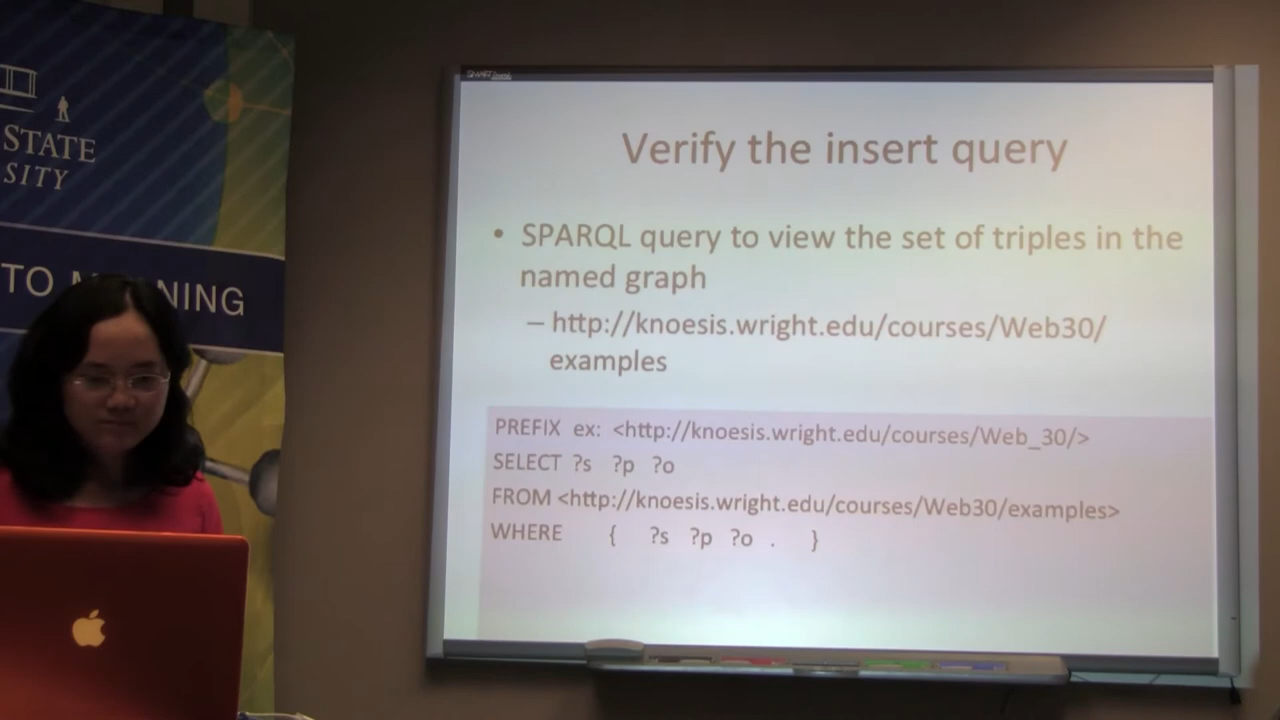 STATE
SITY
TO M NING
SMART Board
Verify the insert query
• SPARQL query to view the set of triples in the
named graph
– http://knoesis.wright.edu/courses/Web30/
examples
PREFIX ex: <http://knoesis.wright.edu/courses/Web_30/>
SELECT ?s ?p ?o
FROM <http://knoesis.wright.edu/courses/Web30/examples>
WHERE { ?s ?p ?o . }